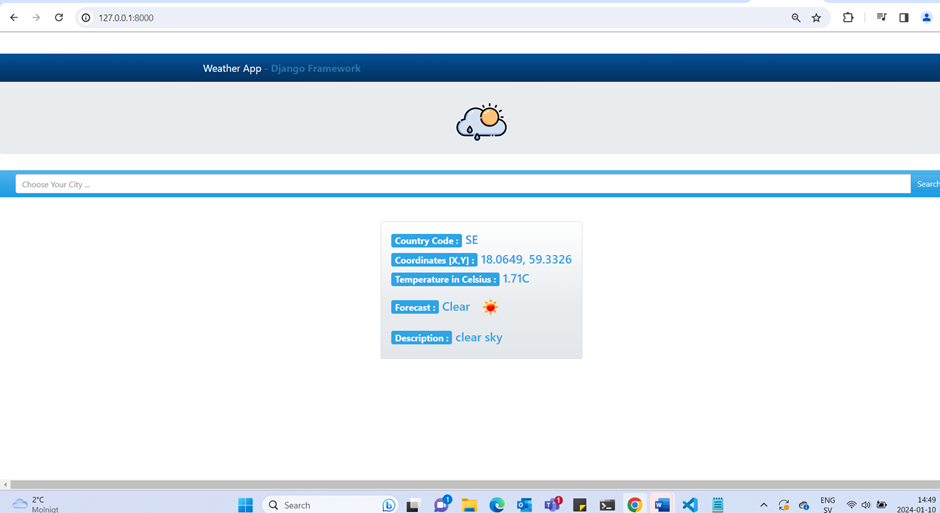 127.0.0.1:8000
Weather App - Django Framework
Choose Your City ...
Search
Country Code : SE
Coordinates [X,Y] : 18.0649, 59.3326
Temperature in Celsius : 1.71C
Forecast : Clear
Description : clear sky
2°C
Molnigt
Search
1
1
ENG
SV
14:49
2024-01-10